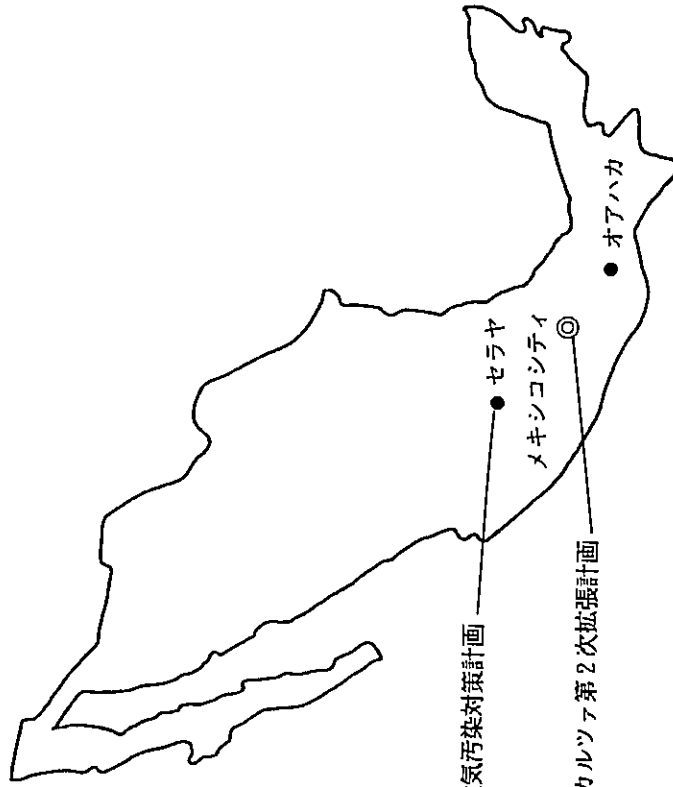 セラヤ
メキシコシティ
オアハカ
気汚染対策計画
カルツァ第2次拡張計画